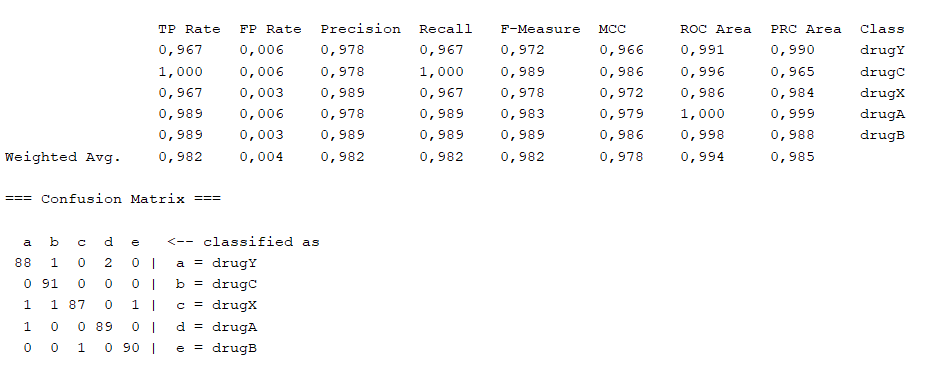 TP Rate FP Rate Precision Recall F-Measure MCC ROC Area PRC Area Class
0,967 0,006 0,978 0,967 0,972 0,966 0,991 0,990 drugY
1,000 0,006 0,978 1,000 0,989 0,986 0,996 0,965 drugC
0,967 0,003 0,989 0,967 0,978 0,972 0,986 0,984 drugX
0,989 0,006 0,978 0,989 0,983 0,979 1,000 0,999 drugA
0,989 0,003 0,989 0,989 0,989 0,986 0,998 0,988 drugB
Weighted Avg. 0,982 0,004 0,982 0,982 0,982 0,978 0,994 0,985
=== Confusion Matrix ===
a b c d e <-- classified as
88 1 0 2 0 | a = drugY
0 91 0 0 0 | b = drugC
1 1 87 0 1 | c = drugX
1 0 0 89 0 | d = drugA
0 0 1 0 90 | e = drugB